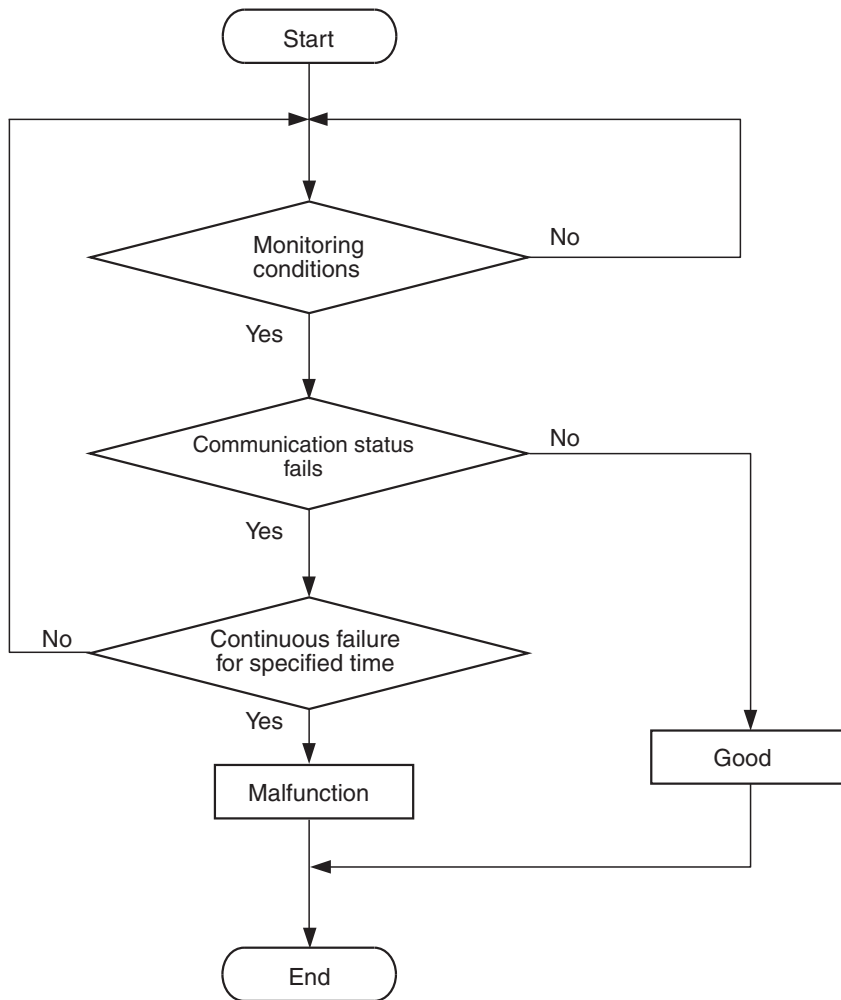 Start
Monitoring
conditions
No
Yes
Communication status
fails
No
Yes
Continuous failure
for specified time
No
Yes
Malfunction
Good
End